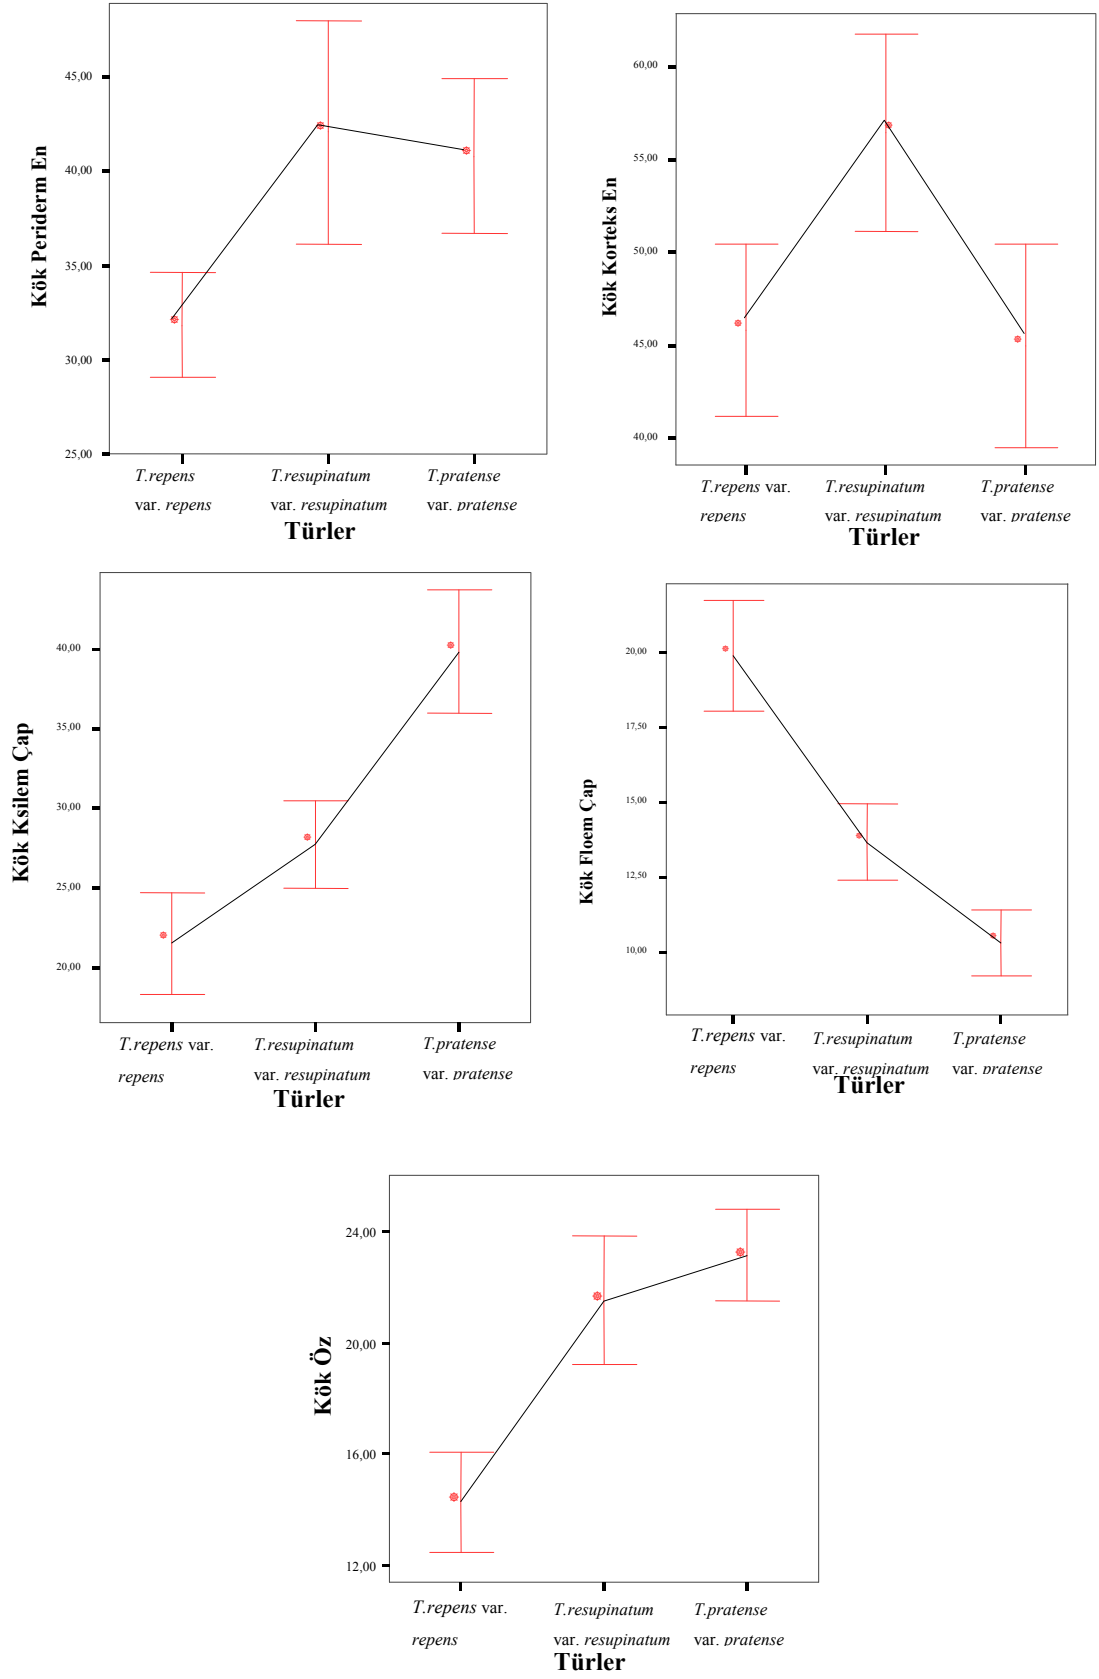 Kök Periderm En
45,00
40,00
35,00
30,00
25,00
T.repens
var. repens
T.resupinatum
var. resupinatum
T.pratense
var. pratense
Türler
Kök Korteks En
60,00
55,00
50,00
45,00
40,00
T.repens var.
repens
T.resupinatum
var. resupinatum
T.pratense
var. pratense
Türler
Kök Ksilem Çap
40,00
35,00
30,00
25,00
20,00
T.repens var.
repens
T.resupinatum
var. resupinatum
T.pratense
var. pratense
Türler
Kök Floem Çap
20,00
17,50
15,00
12,50
10,00
T.repens var.
repens
T.resupinatum
var. resupinatum
T.pratense
var. pratense
Türler
Kök Öz
24,00
20,00
16,00
12,00
T.repens var.
repens
T.resupinatum
var. resupinatum
T.pratense
var. pratense
Türler